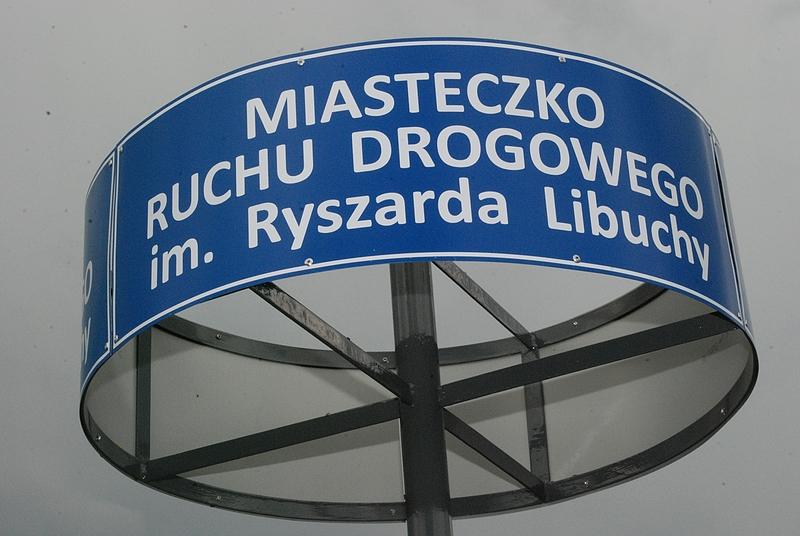 MIASTECZKO
RUCHU DROGOWEGO
im. Ryszarda Libuchy